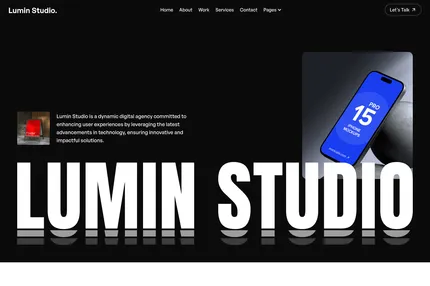 Lumin Studio.
Home About Work Services Contact Pages
Let's Talk
PRO
15
IPHONE
MOCKUPS
Lumin Studio is a dynamic digital agency committed to
enhancing user experiences by leveraging the latest
advancements in technology, ensuring innovative and
impactful solutions.
LUMIN STUDIO